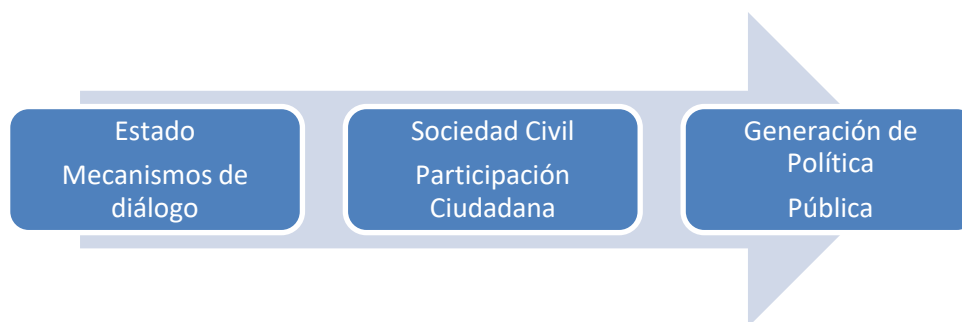 Estado
Mecanismos de
diálogo
Sociedad Civil
Participación
Ciudadana
Generación de
Política
Pública